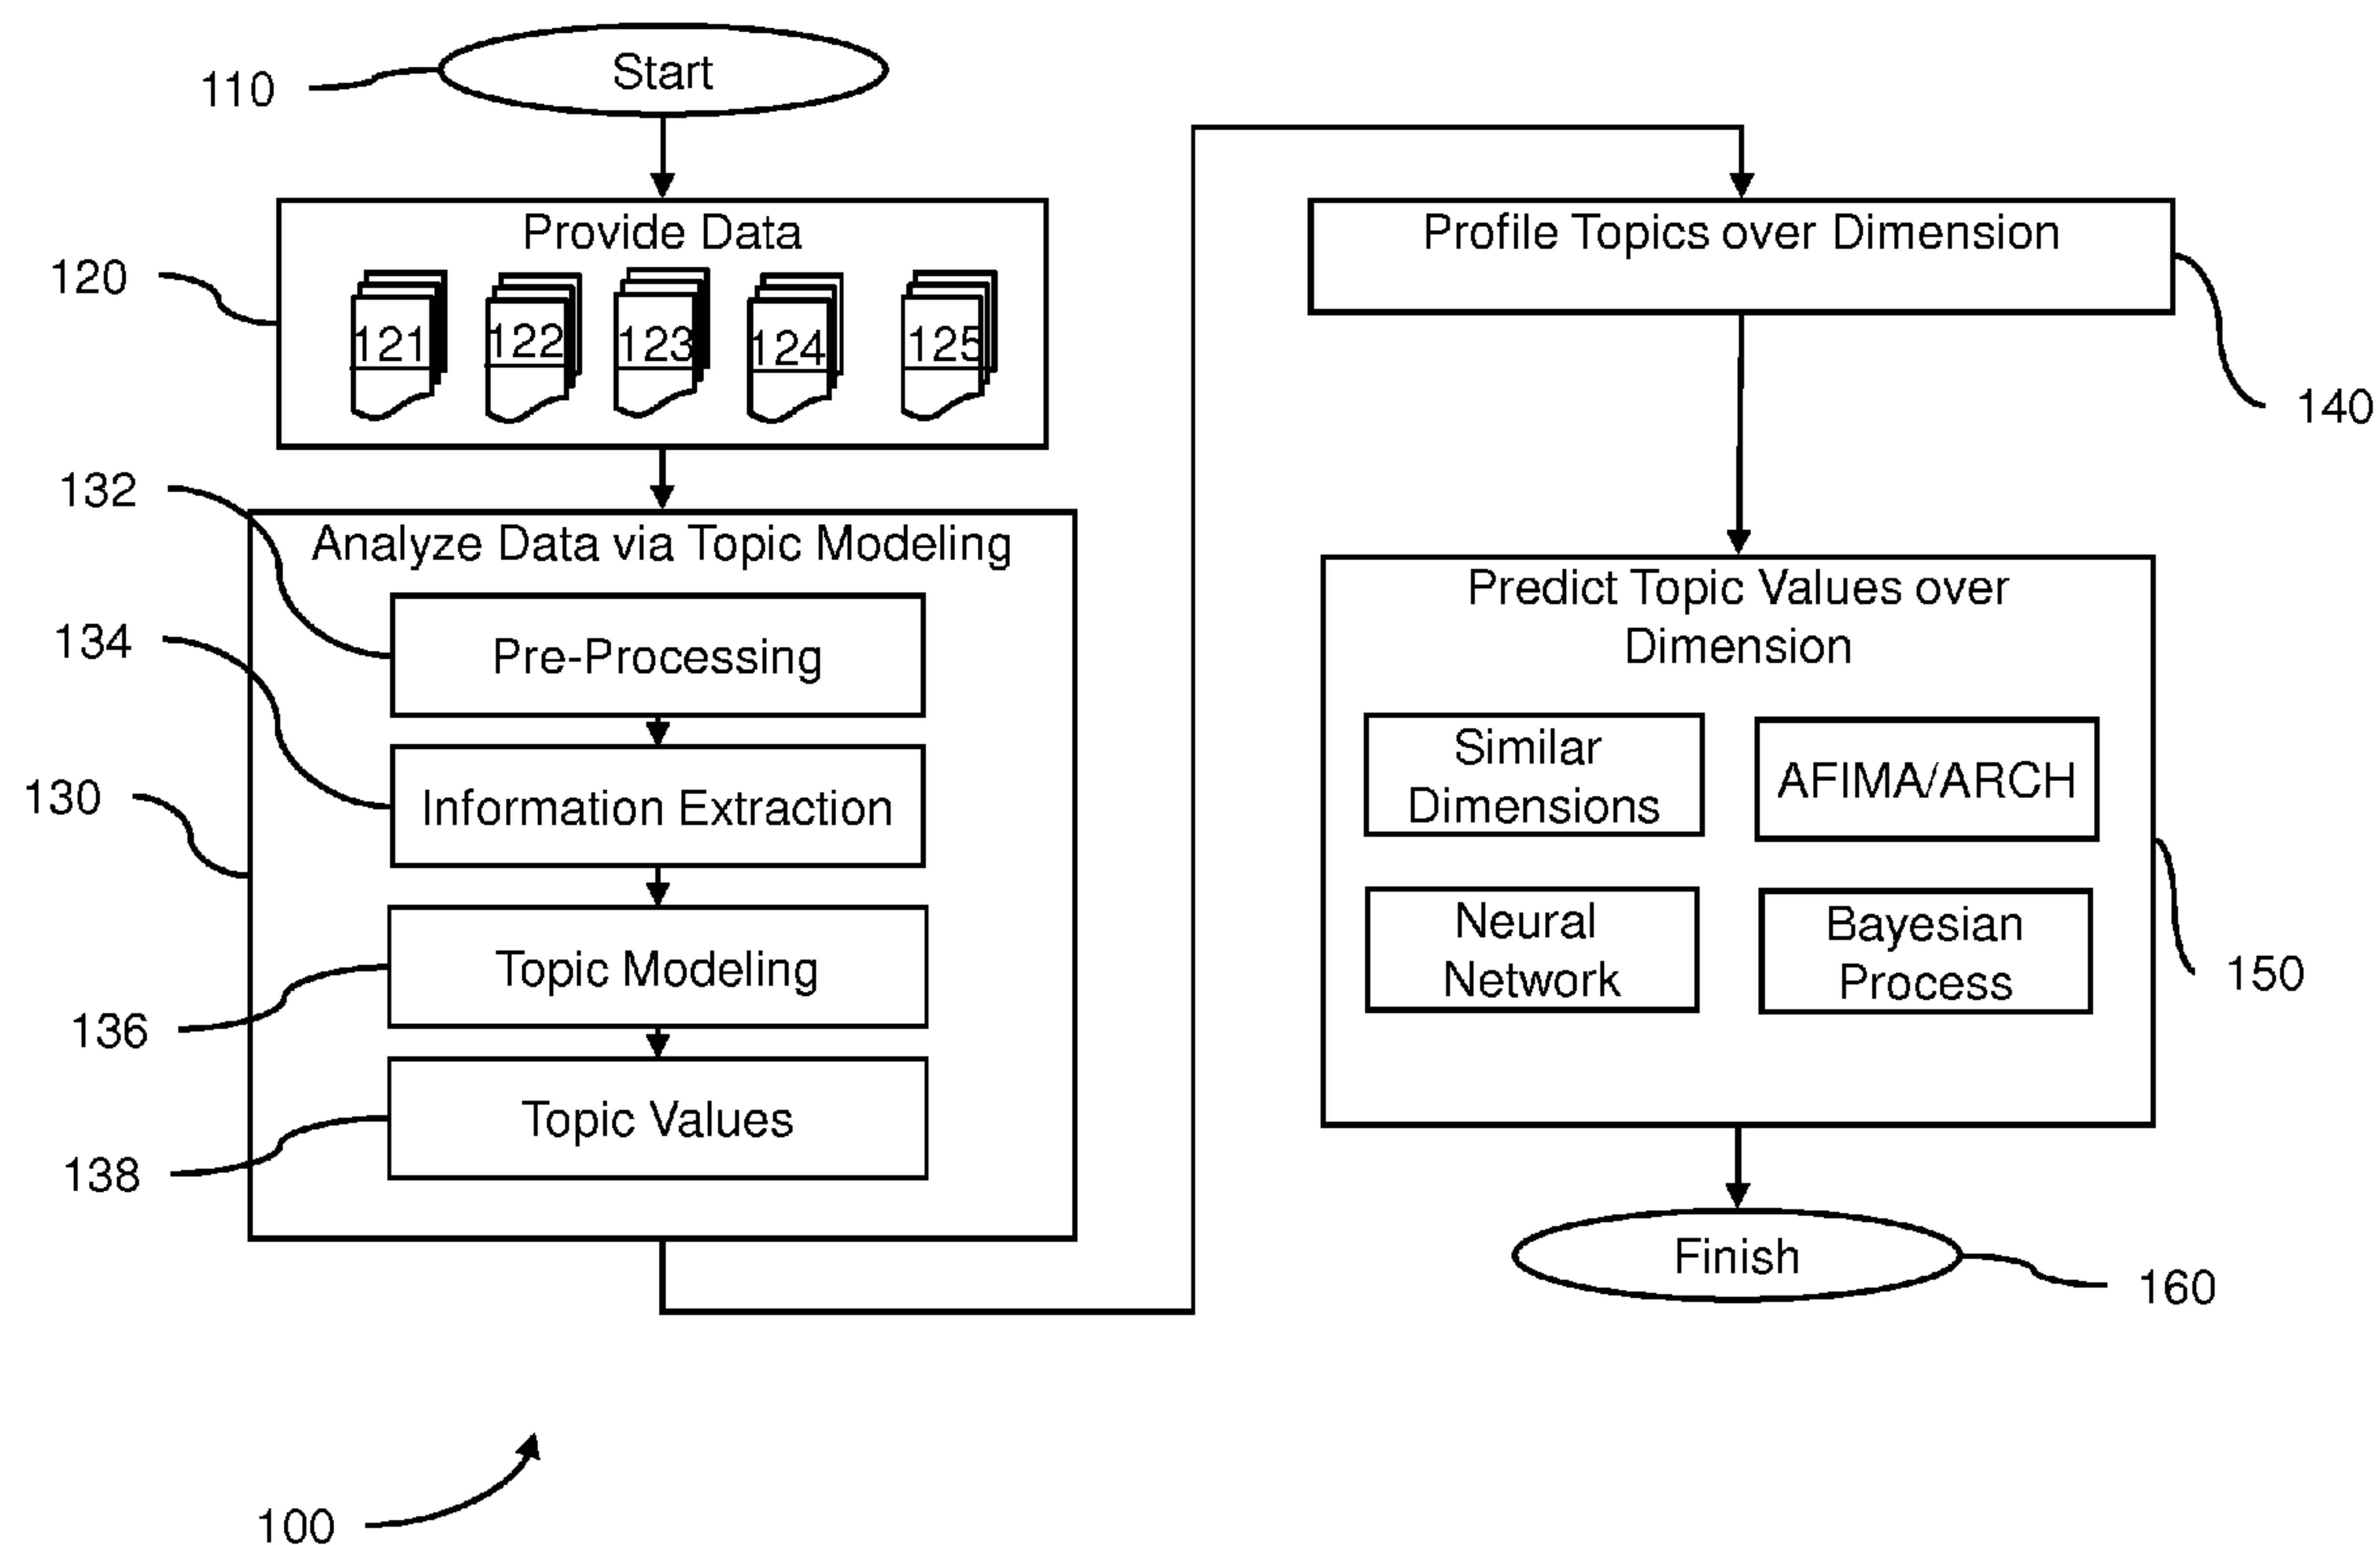 110
Start
120
Provide Data
121 122 123 124 125
132
Analyze Data via Topic Modeling
134
Pre-Processing
130
Information Extraction
136
Topic Modeling
138
Topic Values
Profile Topics over Dimension
140
Predict Topic Values over
Dimension
Similar
Dimensions
AFIMA/ARCH
Neural
Network
Bayesian
Process
150
Finish
160
100